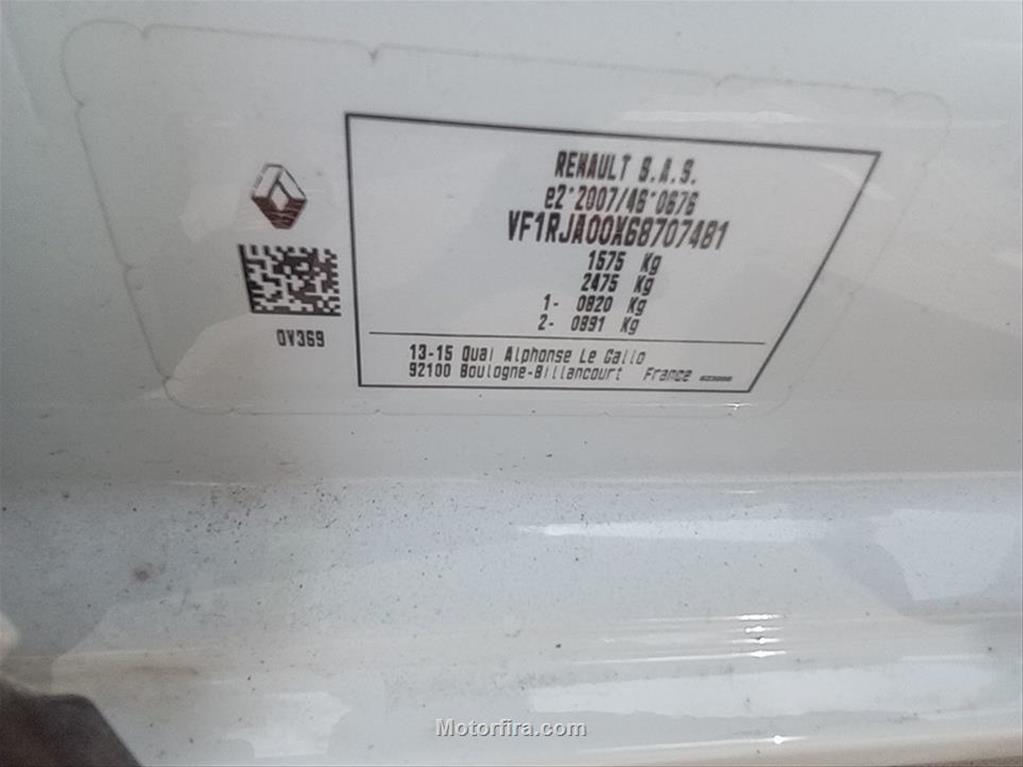 RENAULT S.A.S.
e2*2007/46*0676
VF1RJA00X68707481
1575 Kg
2475 Kg
1- 0820 Kg
2- 0891 Kg
0V369
13-15 Quai Alphonse Le Gallo
92100 Boulogne-Billancourt France
Motorfira.com